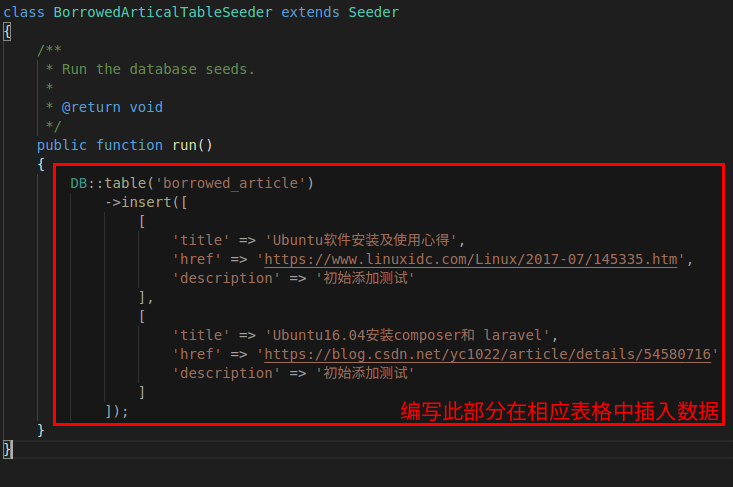 class BorrowedArticalTableSeeder extends Seeder
{
/**
* Run the database seeds.
*
* @return void
*/
public function run()
{
DB::table('borrowed_article')
->insert([
[
'title' => 'Ubuntu软件安装及使用心得',
'href' => 'https://www.linuxidc.com/Linux/2017-07/145335.htm',
'description' => '初始添加测试'
],
[
'title' => 'Ubuntu16.04安装composer和 laravel',
'href' => 'https://blog.csdn.net/yc1022/article/details/54580716'
'description' => '初始添加测试'
]
]);
编写此部分在相应表格中插入数据
}
}